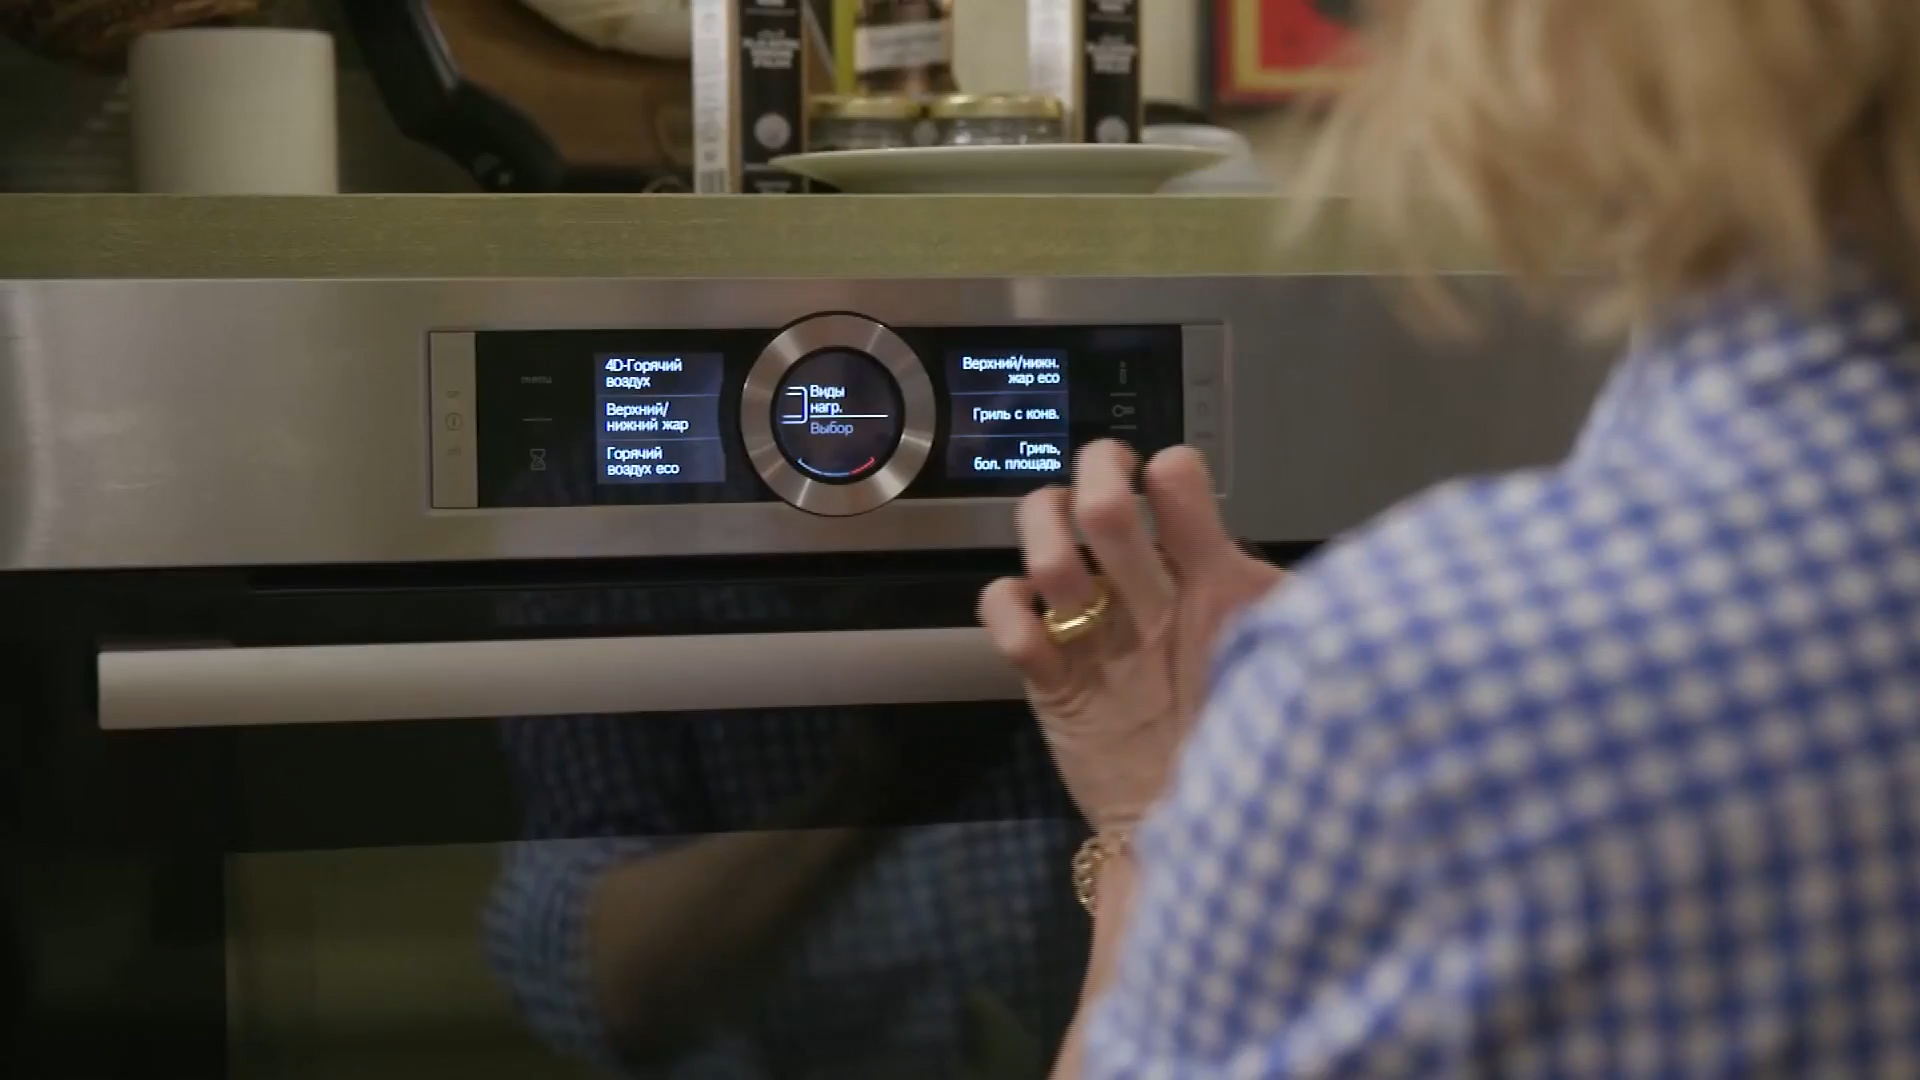 menu
4D-Горячий
воздух
Верхний/
нижний жар
Горячий
воздух eco
Виды
нагр.
Выбор
Верхний/нижн.
жар eco
Гриль с конв.
Гриль,
бол. площадь